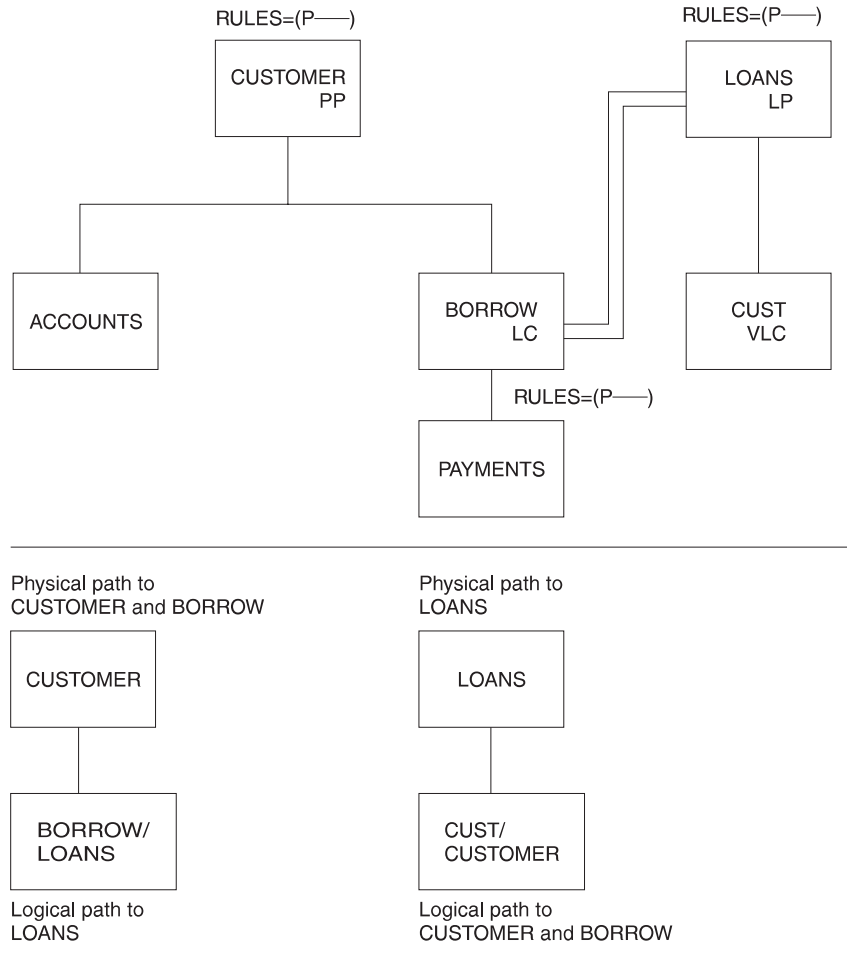 RULES=(P——)
RULES=(P——)
CUSTOMER
PP
LOANS
LP
ACCOUNTS
BORROW
LC
CUST
VLC
RULES=(P——)
PAYMENTS
Physical path to
CUSTOMER and BORROW
Physical path to
LOANS
CUSTOMER
LOANS
BORROW/
LOANS
CUST/
CUSTOMER
Logical path to
LOANS
Logical path to
CUSTOMER and BORROW